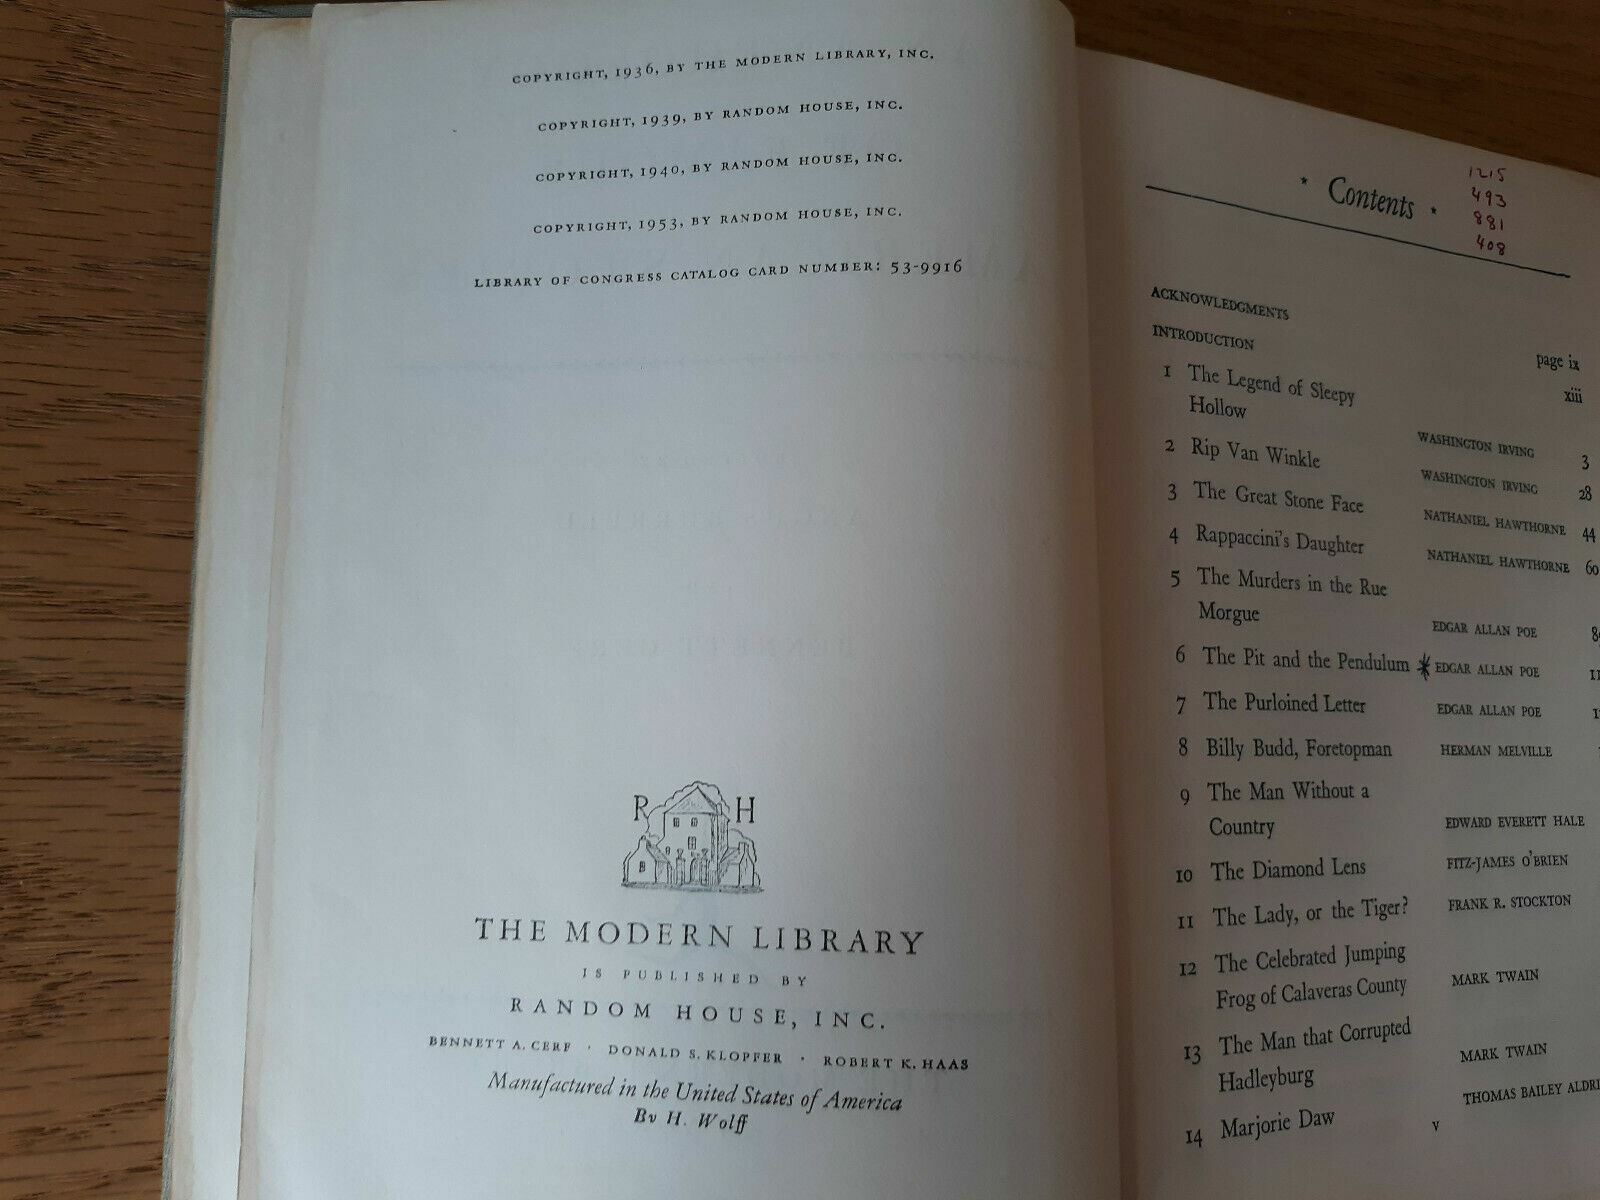 COPYRIGHT, 1936, BY THE MODERN LIBRARY, INC.
COPYRIGHT, 1939, BY RANDOM HOUSE, INC.
COPYRIGHT, 1940, BY RANDOM HOUSE, INC.
COPYRIGHT, 1953, BY RANDOM HOUSE, INC.
LIBRARY OF CONGRESS CATALOG CARD NUMBER: 53-9916
R H
THE MODERN LIBRARY
IS PUBLISHED BY
RANDOM HOUSE, INC.
BENNETT A. CERF · DONALD S. KLOPFER · ROBERT K. HAAS
Manufactured in the United States of America
By H. Wolff
1215
493
881
408
* Contents *
ACKNOWLEDGMENTS page ix
INTRODUCTION xiii
1 The Legend of Sleepy
Hollow WASHINGTON IRVING 3
2 Rip Van Winkle WASHINGTON IRVING 28
3 The Great Stone Face NATHANIEL HAWTHORNE 44
4 Rappaccini's Daughter NATHANIEL HAWTHORNE 60
5 The Murders in the Rue
Morgue EDGAR ALLAN POE
6 The Pit and the Pendulum * EDGAR ALLAN POE
7 The Purloined Letter EDGAR ALLAN POE
8 Billy Budd, Foretopman HERMAN MELVILLE
9 The Man Without a
Country EDWARD EVERETT HALE
10 The Diamond Lens FITZ-JAMES O'BRIEN
11 The Lady, or the Tiger? FRANK R. STOCKTON
12 The Celebrated Jumping
Frog of Calaveras County MARK TWAIN
13 The Man that Corrupted
Hadleyburg MARK TWAIN
14 Marjorie Daw THOMAS BAILEY
v